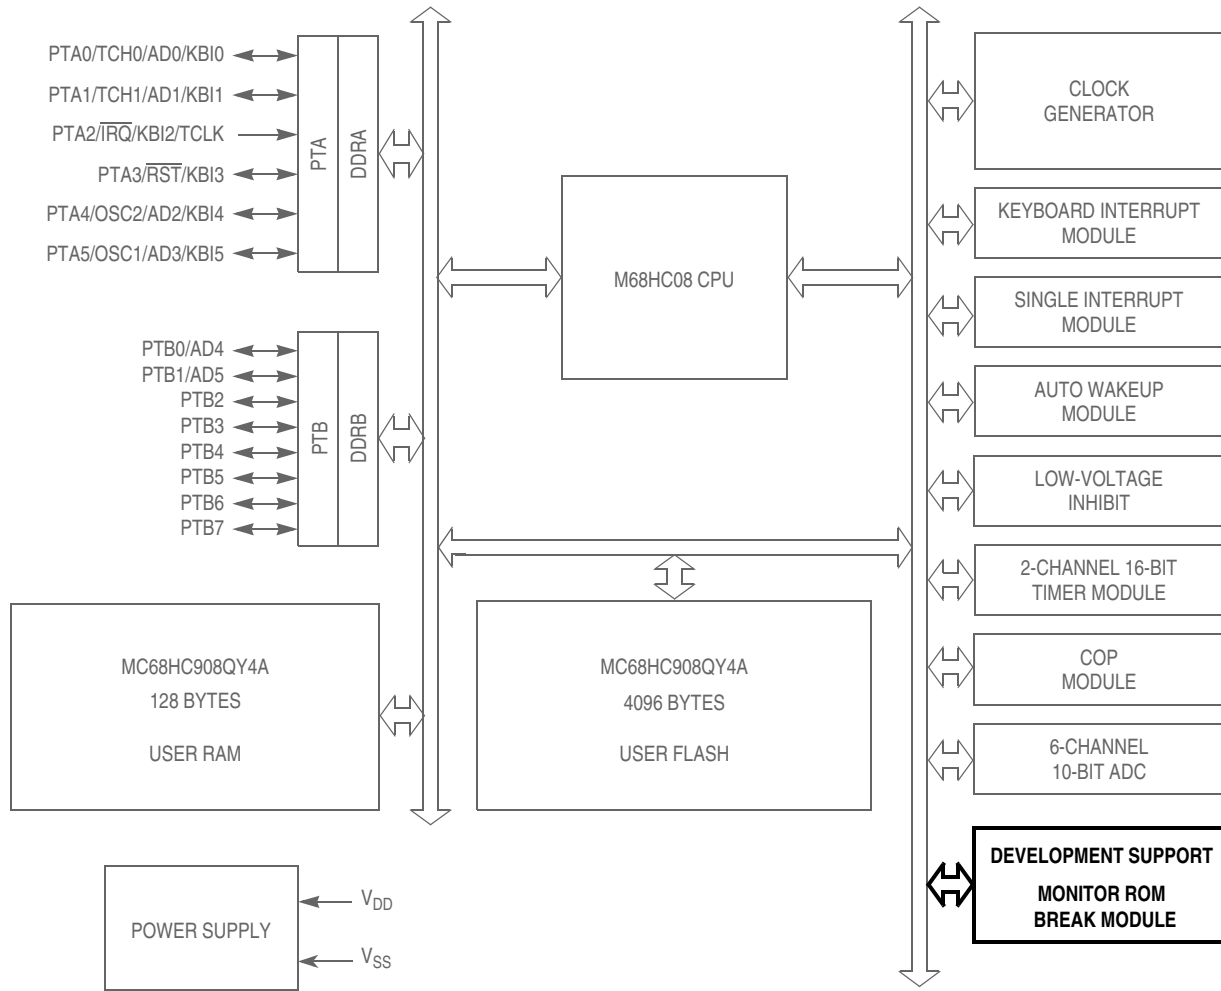 PTA0/TCH0/AD0/KBI0
PTA1/TCH1/AD1/KBI1
PTA2/IRQ/KBI2/TCLK
PTA3/RST/KBI3
PTA4/OSC2/AD2/KBI4
PTA5/OSC1/AD3/KBI5
PTA
DDRA
PTB0/AD4
PTB1/AD5
PTB2
PTB3
PTB4
PTB5
PTB6
PTB7
PTB
DDRB
M68HC08 CPU
MC68HC908QY4A
128 BYTES
USER RAM
MC68HC908QY4A
4096 BYTES
USER FLASH
POWER SUPPLY
VDD
VSS
CLOCK
GENERATOR
KEYBOARD INTERRUPT
MODULE
SINGLE INTERRUPT
MODULE
AUTO WAKEUP
MODULE
LOW-VOLTAGE
INHIBIT
2-CHANNEL 16-BIT
TIMER MODULE
COP
MODULE
6-CHANNEL
10-BIT ADC
DEVELOPMENT SUPPORT
MONITOR ROM
BREAK MODULE